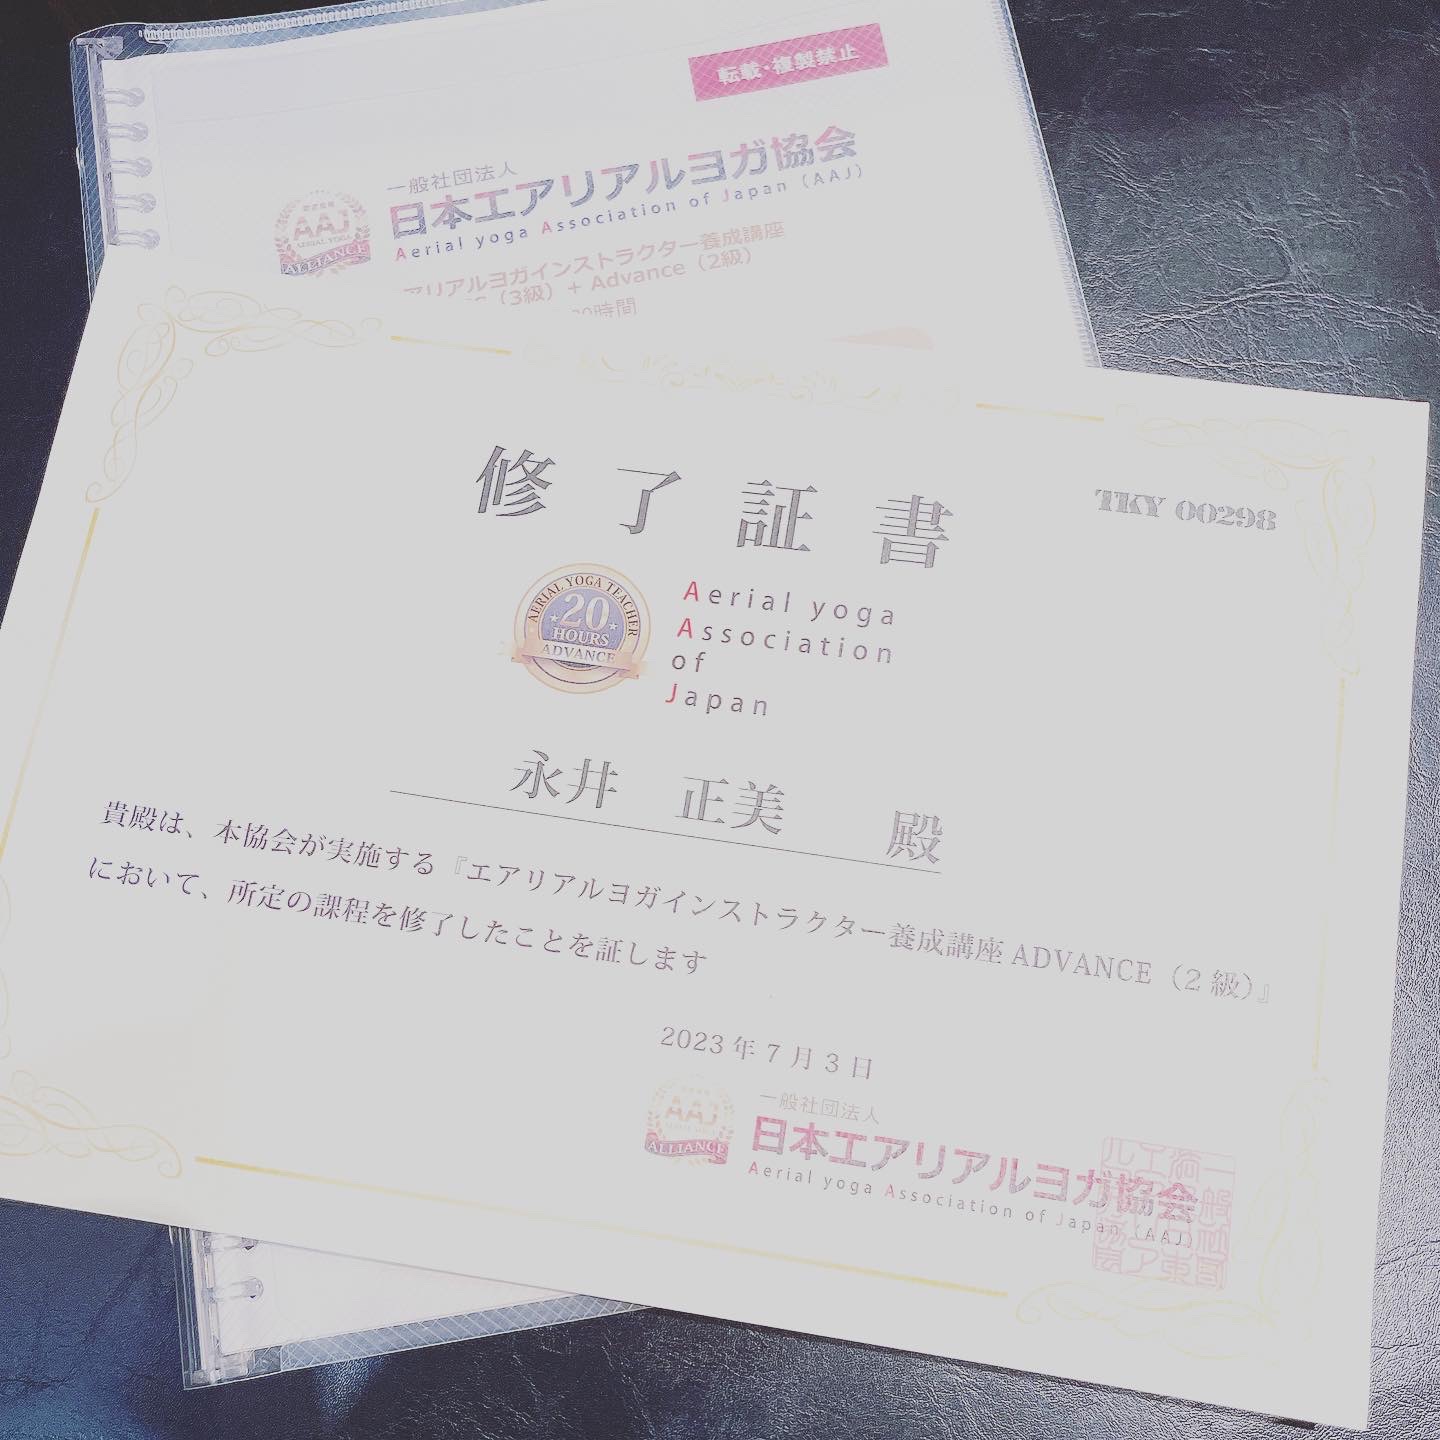 転載・複製禁止
一般社団法人
日本エアリアルヨガ協会
Aerial yoga Association of Japan（AAJ）
AAJ
AERIAL YOGA
ALLIANCE
アリアルヨガインストラクター養成講座
（3級）+ Advance（2級）
時間
修了証書
TKY 00298
AERIAL YOGA TEACHER
20
HOURS
ADVANCE
Aerial yoga
Association
of
Japan
永井 正美 殿
貴殿は、本協会が実施する『エアリアルヨガインストラクター養成講座 ADVANCE（2級）』
において、所定の課程を修了したことを証します
2023年7月3日
AAJ
ALLIANCE
一般社団法人
日本エアリアルヨガ協会
Aerial yoga Association of Japan（AAJ）